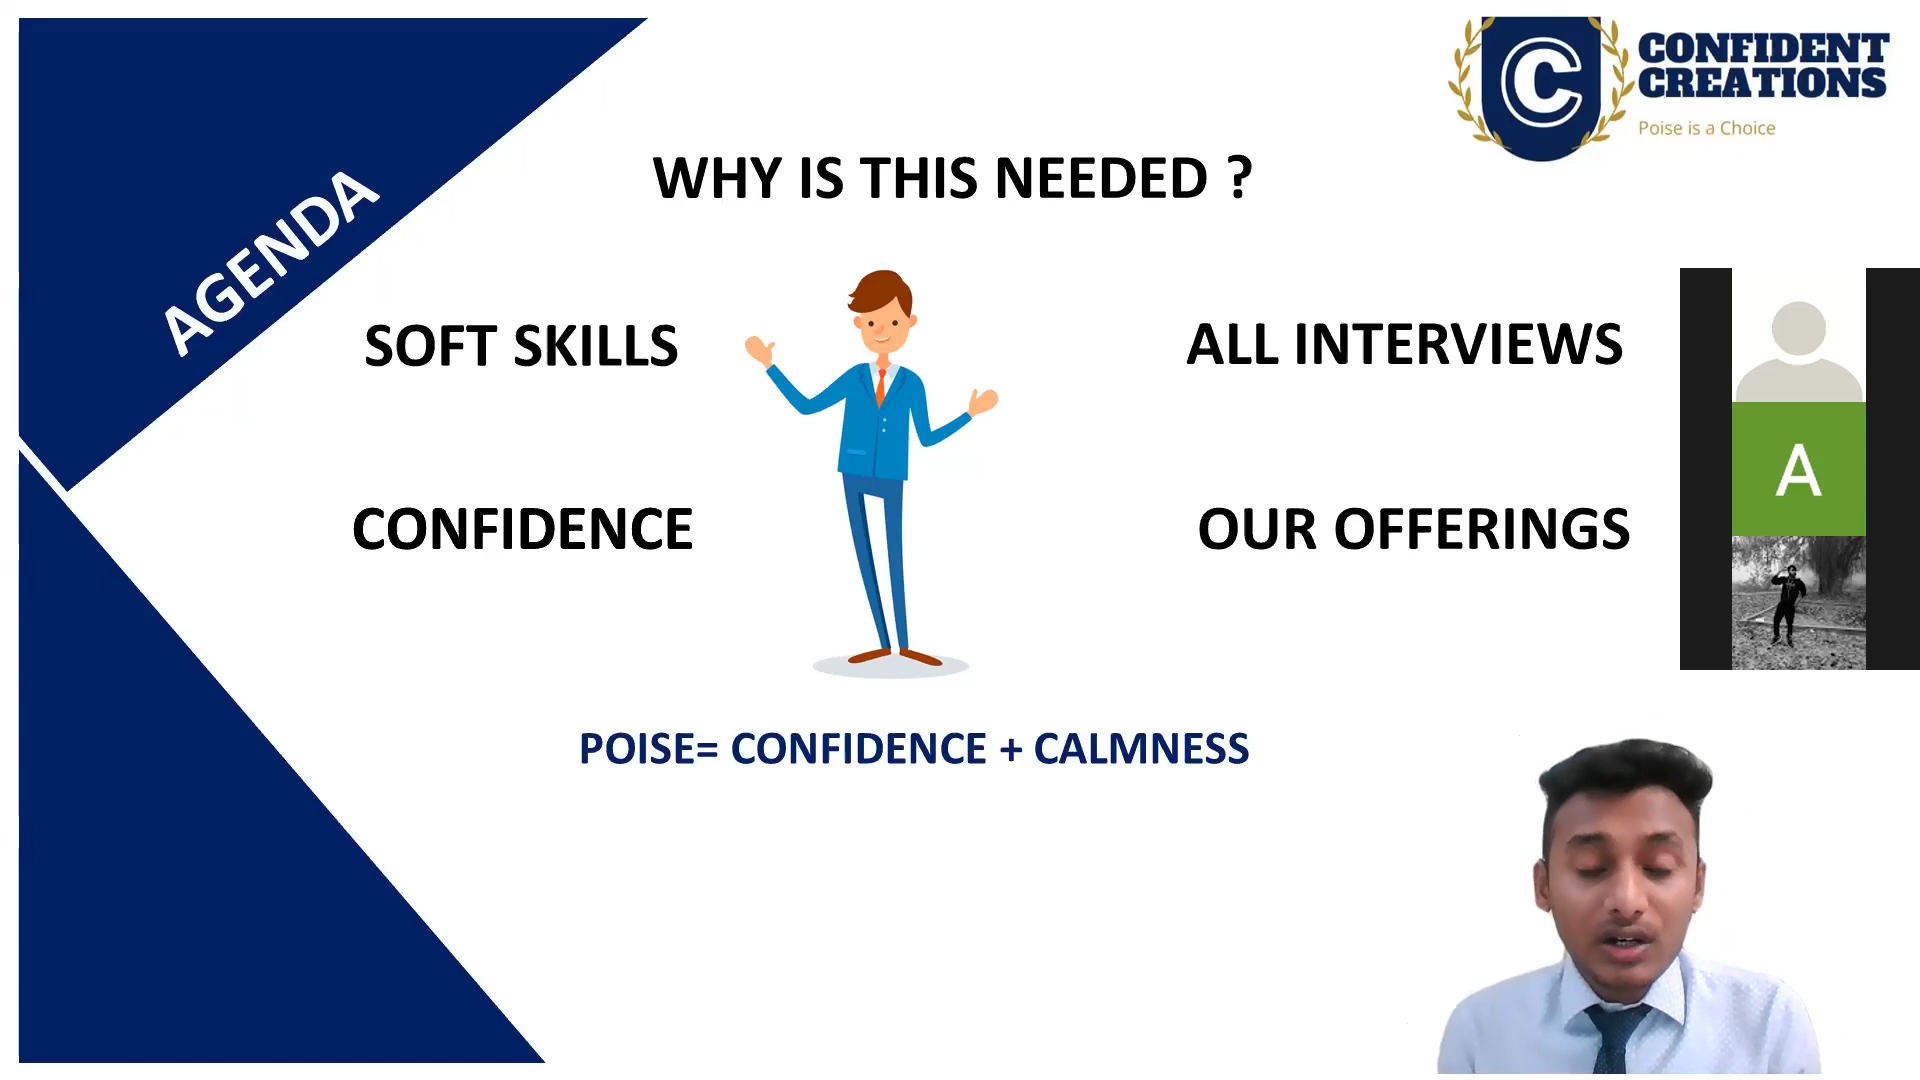 C
CONFIDENT
CREATIONS
Poise is a Choice
AGENDA
WHY IS THIS NEEDED ?
SOFT SKILLS
ALL INTERVIEWS
CONFIDENCE
OUR OFFERINGS
A
POISE= CONFIDENCE + CALMNESS